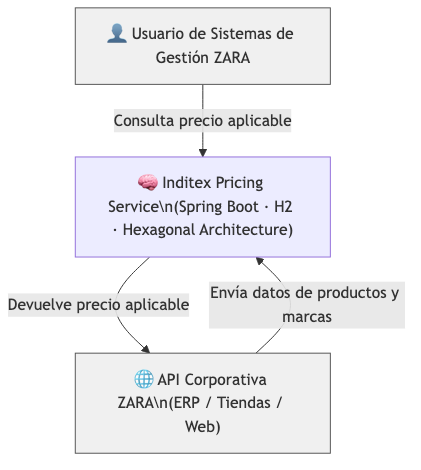 👤 Usuario de Sistemas de
Gestión ZARA
Consulta precio aplicable
🧠 Inditex Pricing
Service\n(Spring Boot · H2
· Hexagonal Architecture)
Devuelve precio aplicable
Envía datos de productos y
marcas
🌐 API Corporativa
ZARA\n(ERP / Tiendas /
Web)